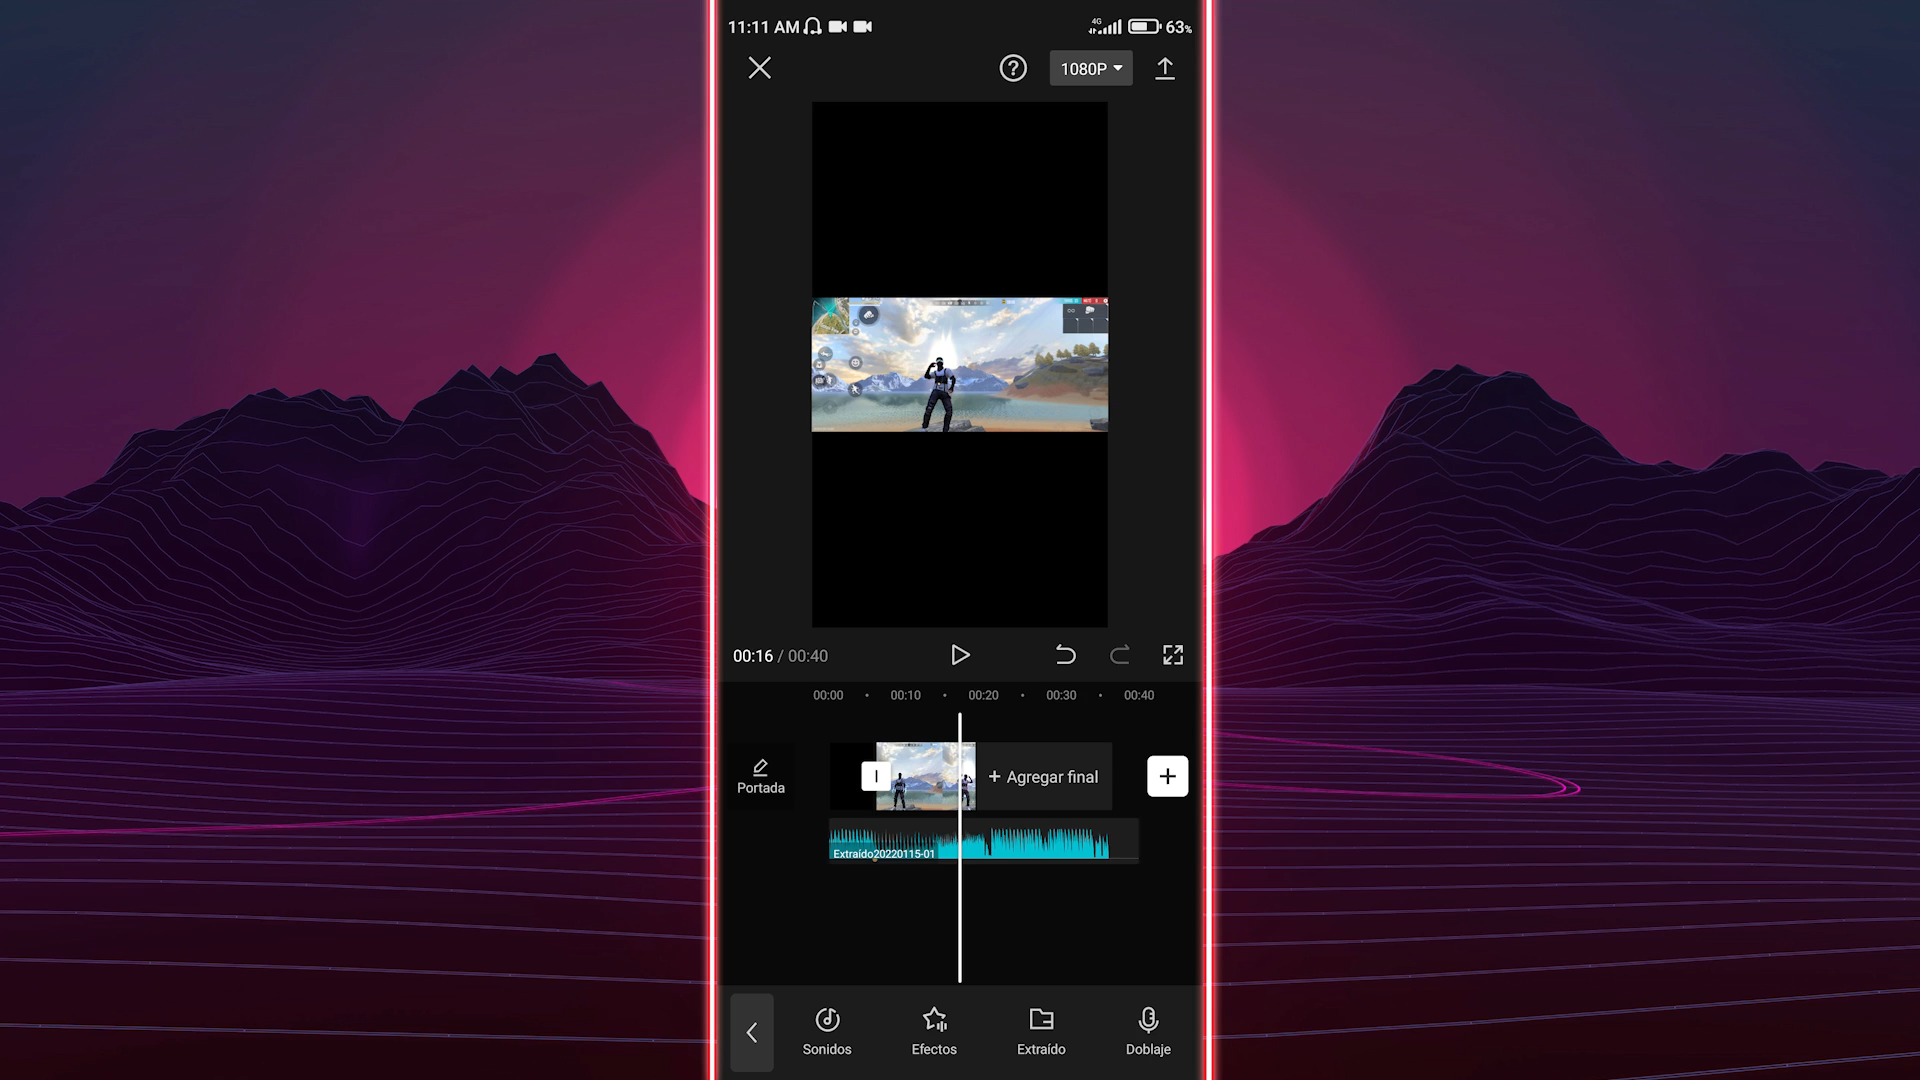 11:11 AM
4G
63%
1080P
00:16 / 00:40
00:00
00:10
00:20
00:30
00:40
Portada
+ Agregar final
Extraído20220115-01
Sonidos
Efectos
Extraído
Doblaje